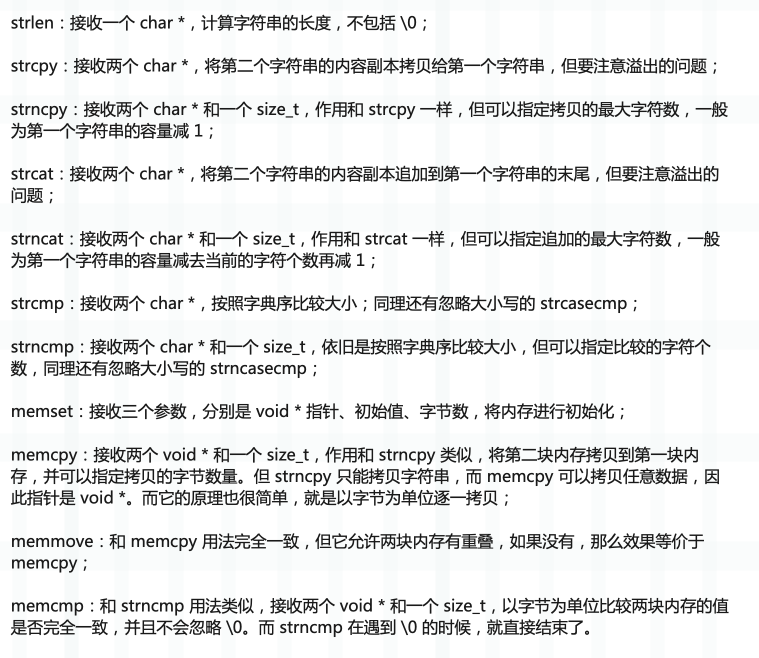 strlen：接收一个 char *，计算字符串的长度，不包括 \0；
strcpy：接收两个 char *，将第二个字符串的内容副本拷贝给第一个字符串，但要注意溢出的问题；
strncpy：接收两个 char * 和一个 size_t，作用和 strcpy 一样，但可以指定拷贝的最大字符数，一般
为第一个字符串的容量减 1；
strcat：接收两个 char *，将第二个字符串的内容副本追加到第一个字符串的末尾，但要注意溢出的
问题；
strncat：接收两个 char * 和一个 size_t，作用和 strcat 一样，但可以指定追加的最大字符数，一般
为第一个字符串的容量减去当前的字符个数再减 1；
strcmp：接收两个 char *，按照字典序比较大小；同理还有忽略大小写的 strcasecmp；
strncmp：接收两个 char * 和一个 size_t，依旧是按照字典序比较大小，但可以指定比较的字符个
数，同理还有忽略大小写的 strncasecmp；
memset：接收三个参数，分别是 void * 指针、初始值、字节数，将内存进行初始化；
memcpy：接收两个 void * 和一个 size_t，作用和 strncpy 类似，将第二块内存拷贝到第一块内
存，并可以指定拷贝的字节数量。但 strncpy 只能拷贝字符串，而 memcpy 可以拷贝任意数据，因
此指针是 void *。而它的原理也很简单，就是以字节为单位逐一拷贝；
memmove：和 memcpy 用法完全一致，但它允许两块内存有重叠，如果没有，那么效果等价于
memcpy；
memcmp：和 strncmp 用法类似，接收两个 void * 和一个 size_t，以字节为单位比较两块内存的值
是否完全一致，并且不会忽略 \0。而 strncmp 在遇到 \0 的时候，就直接结束了。